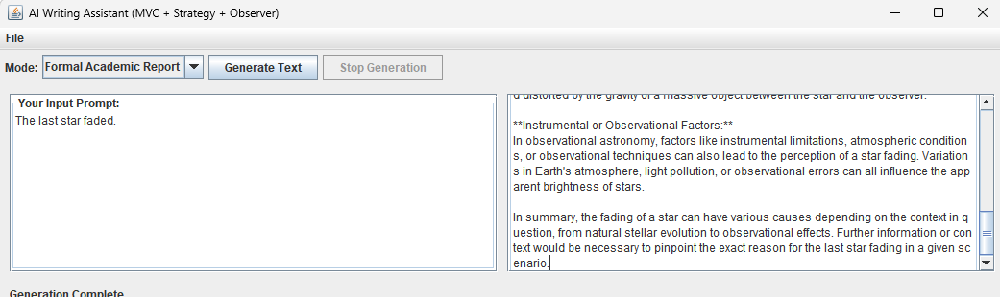 AI Writing Assistant (MVC + Strategy + Observer)
File
Mode: Formal Academic Report Generate Text Stop Generation
Your Input Prompt:
The last star faded.
d distorted by the gravity of a massive object between the star and the observer.
**Instrumental or Observational Factors:**
In observational astronomy, factors like instrumental limitations, atmospheric condition
s, or observational techniques can also lead to the perception of a star fading. Variation
s in Earth's atmosphere, light pollution, or observational errors can all influence the app
arent brightness of stars.
In summary, the fading of a star can have various causes depending on the context in q
uestion, from natural stellar evolution to observational effects. Further information or con
text would be necessary to pinpoint the exact reason for the last star fading in a given sc
enario.
Generation Complete